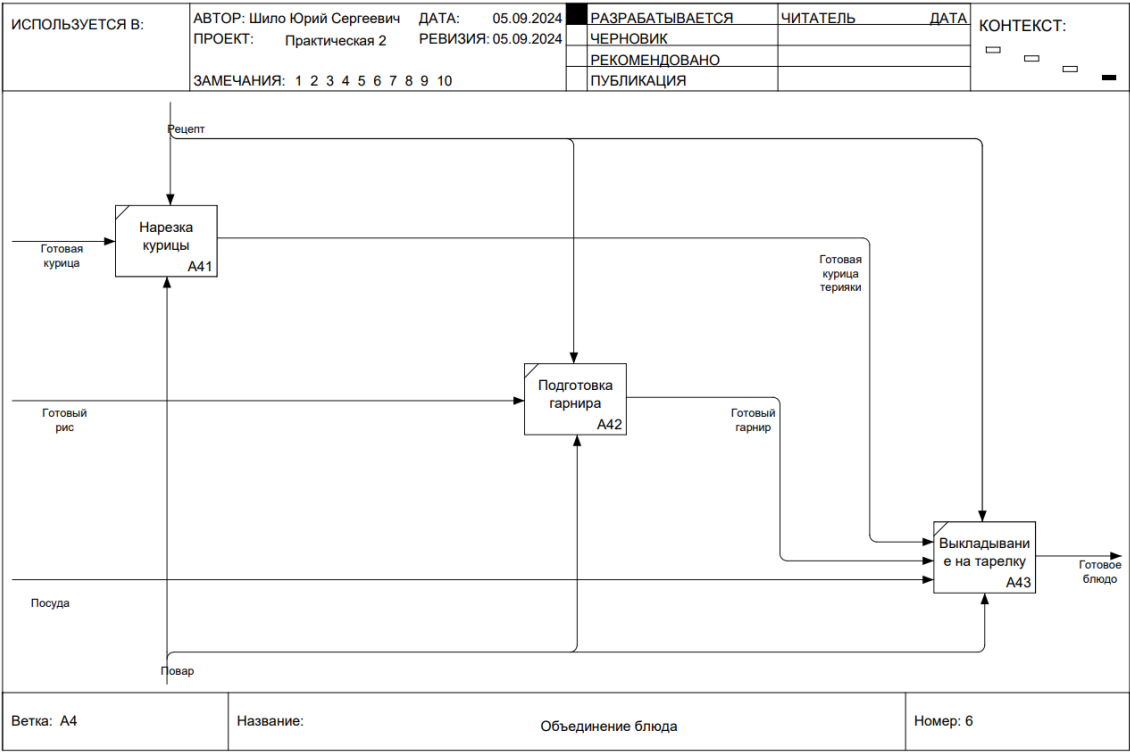 ИСПОЛЬЗУЕТСЯ В:
АВТОР: Шило Юрий Сергеевич ДАТА: 05.09.2024
ПРОЕКТ: Практическая 2 РЕВИЗИЯ: 05.09.2024
ЗАМЕЧАНИЯ: 1 2 3 4 5 6 7 8 9 10
РАЗРАБАТЫВАЕТСЯ
ЧЕРНОВИК
РЕКОМЕНДОВАНО
ПУБЛИКАЦИЯ
ЧИТАТЕЛЬ ДАТА
КОНТЕКСТ:
Рецепт
Нарезка
курицы
A41
Готовая
курица
Готовая
курица
терияки
Подготовка
гарнира
A42
Готовый
рис
Готовый
гарнир
Выкладывани
е на тарелку
A43
Готовое
блюдо
Посуда
Повар
Ветка: A4
Название:
Объединение блюда
Номер: 6